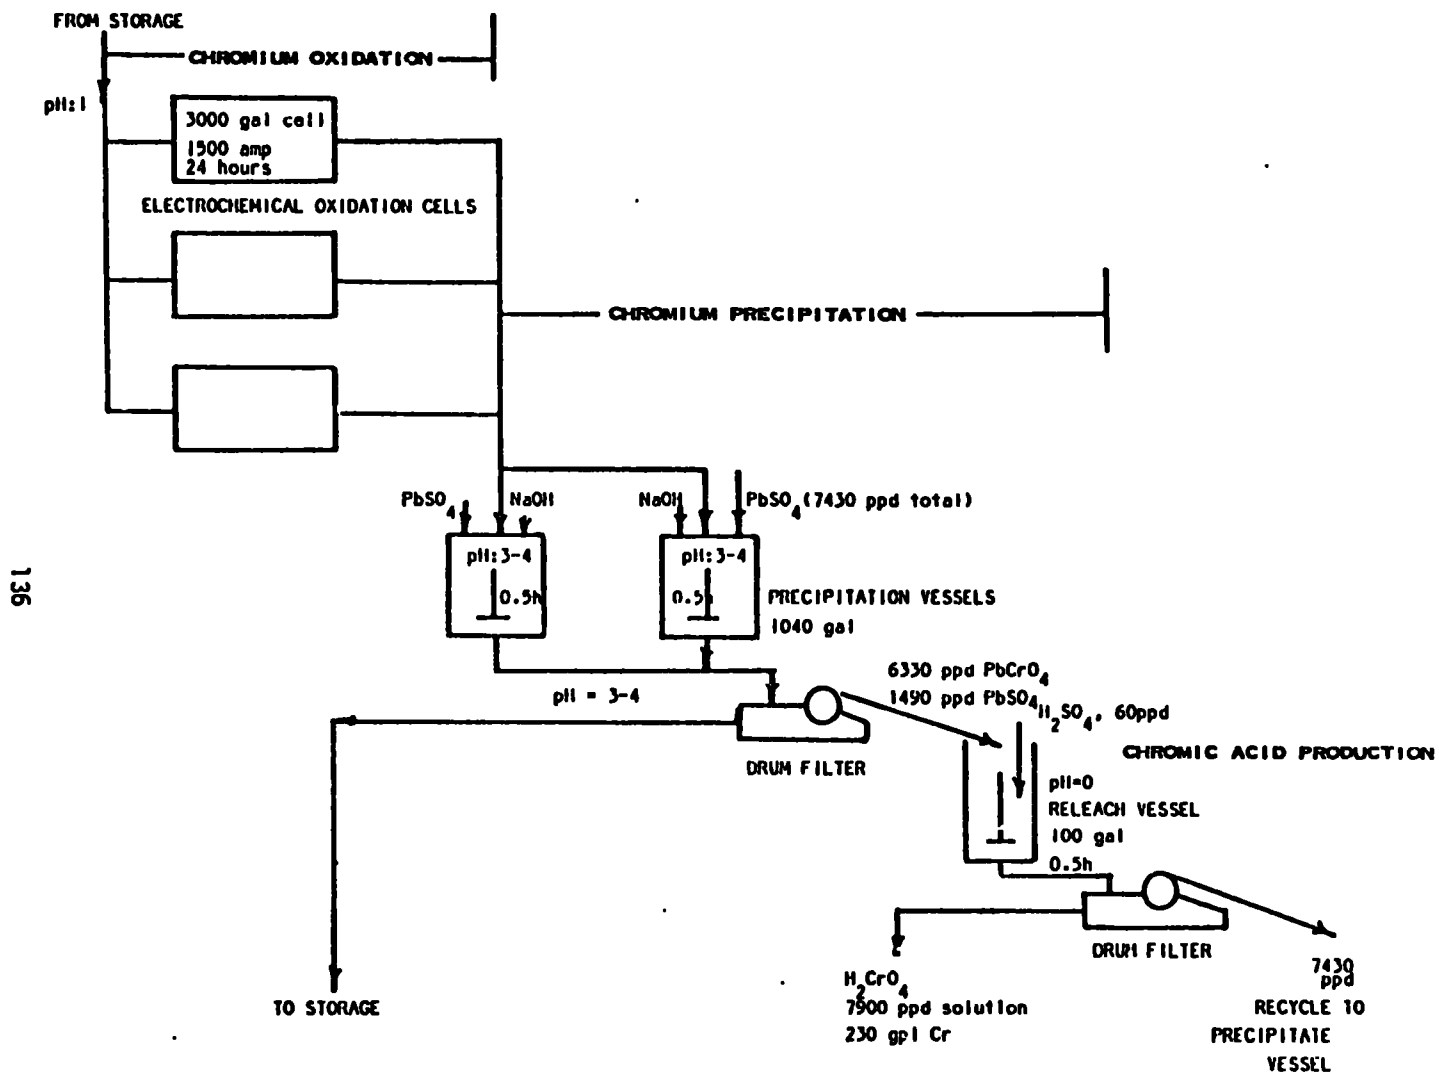 FROM STORAGE
CHROMIUM OXIDATION
pH:1
3000 gal cell
1500 amp
24 hours
ELECTROCHEMICAL OXIDATION CELLS
CHROMIUM PRECIPITATION
PbSO4
NaOH
NaOH
PbSO4(7430 ppd total)
pH:3-4
0.5h
pH:3-4
0.5h
PRECIPITATION VESSELS
1040 gal
136
pH = 3-4
6330 ppd PbCrO4
1490 ppd PbSO4
H2SO4, 60ppd
DRUM FILTER
CHROMIC ACID PRODUCTION
pH=0
RELEACH VESSEL
100 gal
0.5h
DRUM FILTER
TO STORAGE
H2CrO4
7900 ppd solution
230 gpl Cr
7430
ppd
RECYCLE TO
PRECIPITATE
VESSEL